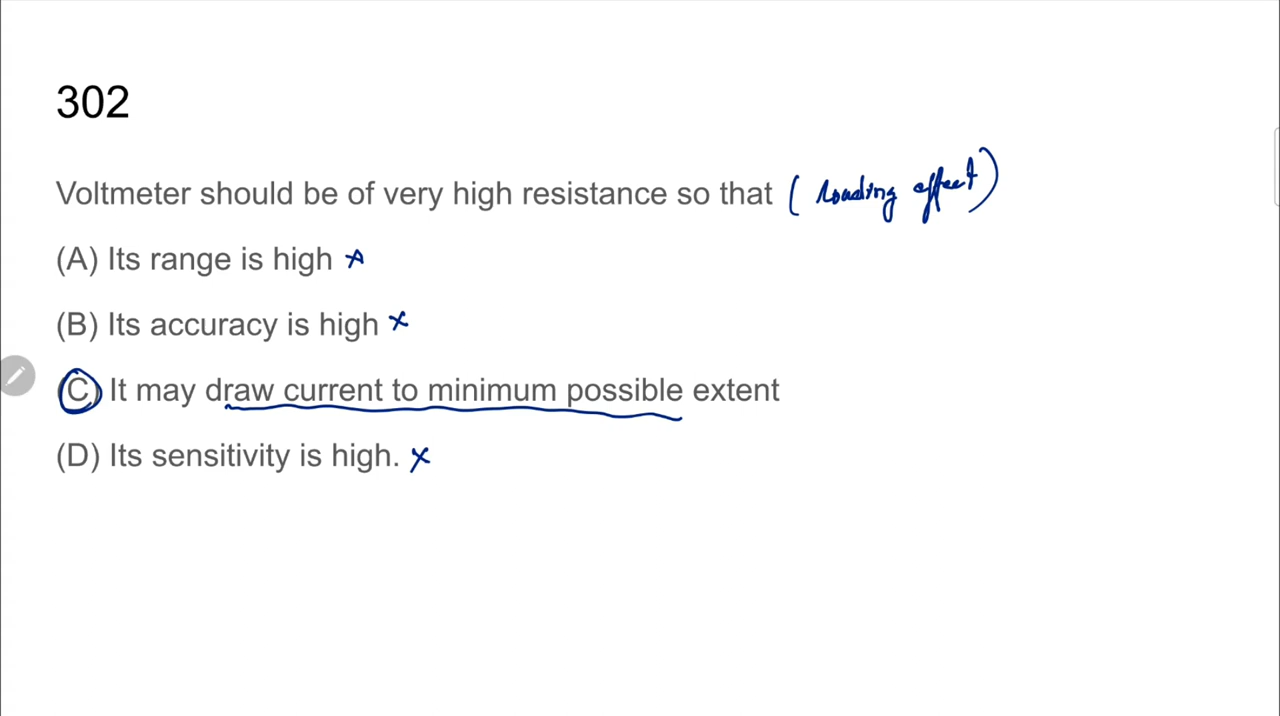 302
Voltmeter should be of very high resistance so that ( loading effect)
(A) Its range is high ×
(B) Its accuracy is high ×
(C) It may draw current to minimum possible extent
(D) Its sensitivity is high. ×